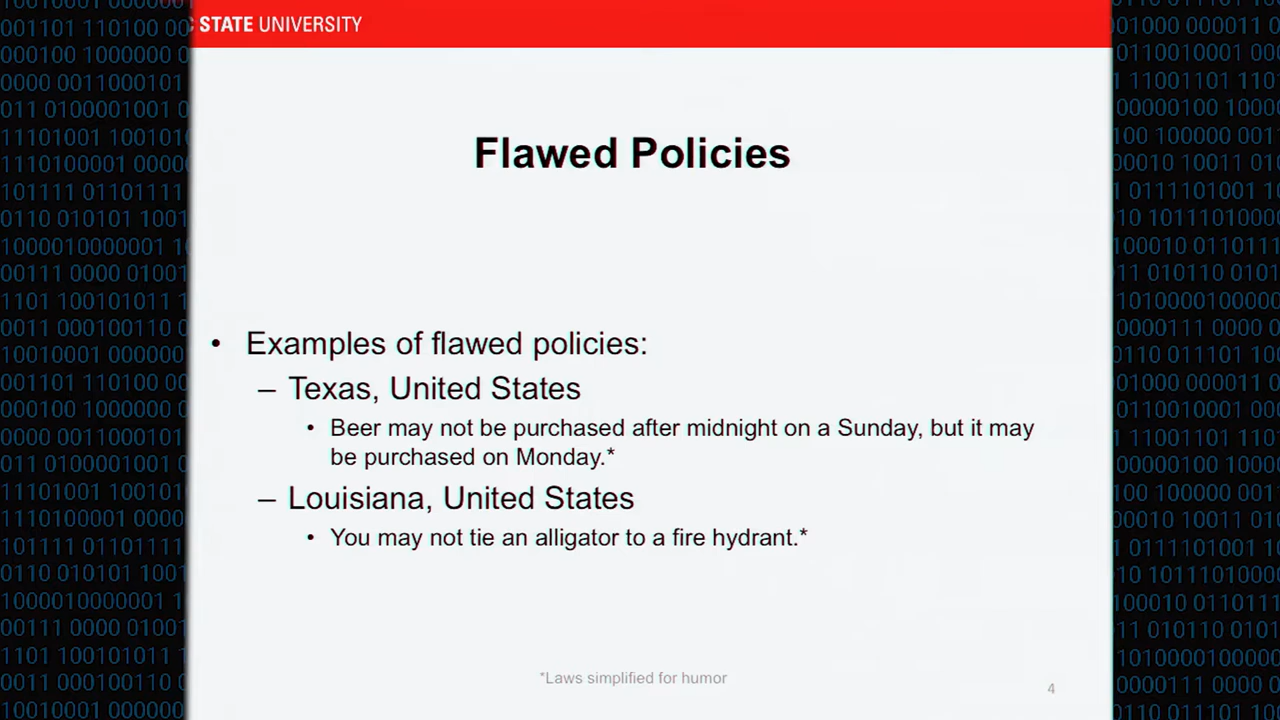 STATE UNIVERSITY
Flawed Policies
• Examples of flawed policies:
– Texas, United States
• Beer may not be purchased after midnight on a Sunday, but it may
be purchased on Monday.*
– Louisiana, United States
• You may not tie an alligator to a fire hydrant.*
*Laws simplified for humor
4